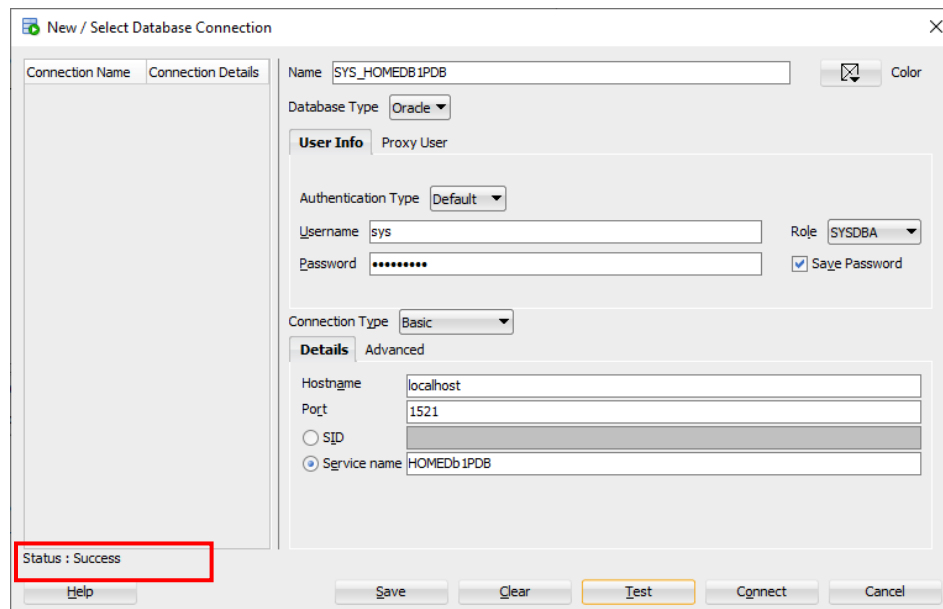 New / Select Database Connection
Connection Name Connection Details
Name SYS_HOMEDB1PDB Color
Database Type Oracle
User Info Proxy User
Authentication Type Default
Username sys Role SYSDBA
Password ••••••••• Save Password
Connection Type Basic
Details Advanced
Hostname localhost
Port 1521
SID
Service name HOMEDb1PDB
Status : Success
Help Save Clear Test Connect Cancel